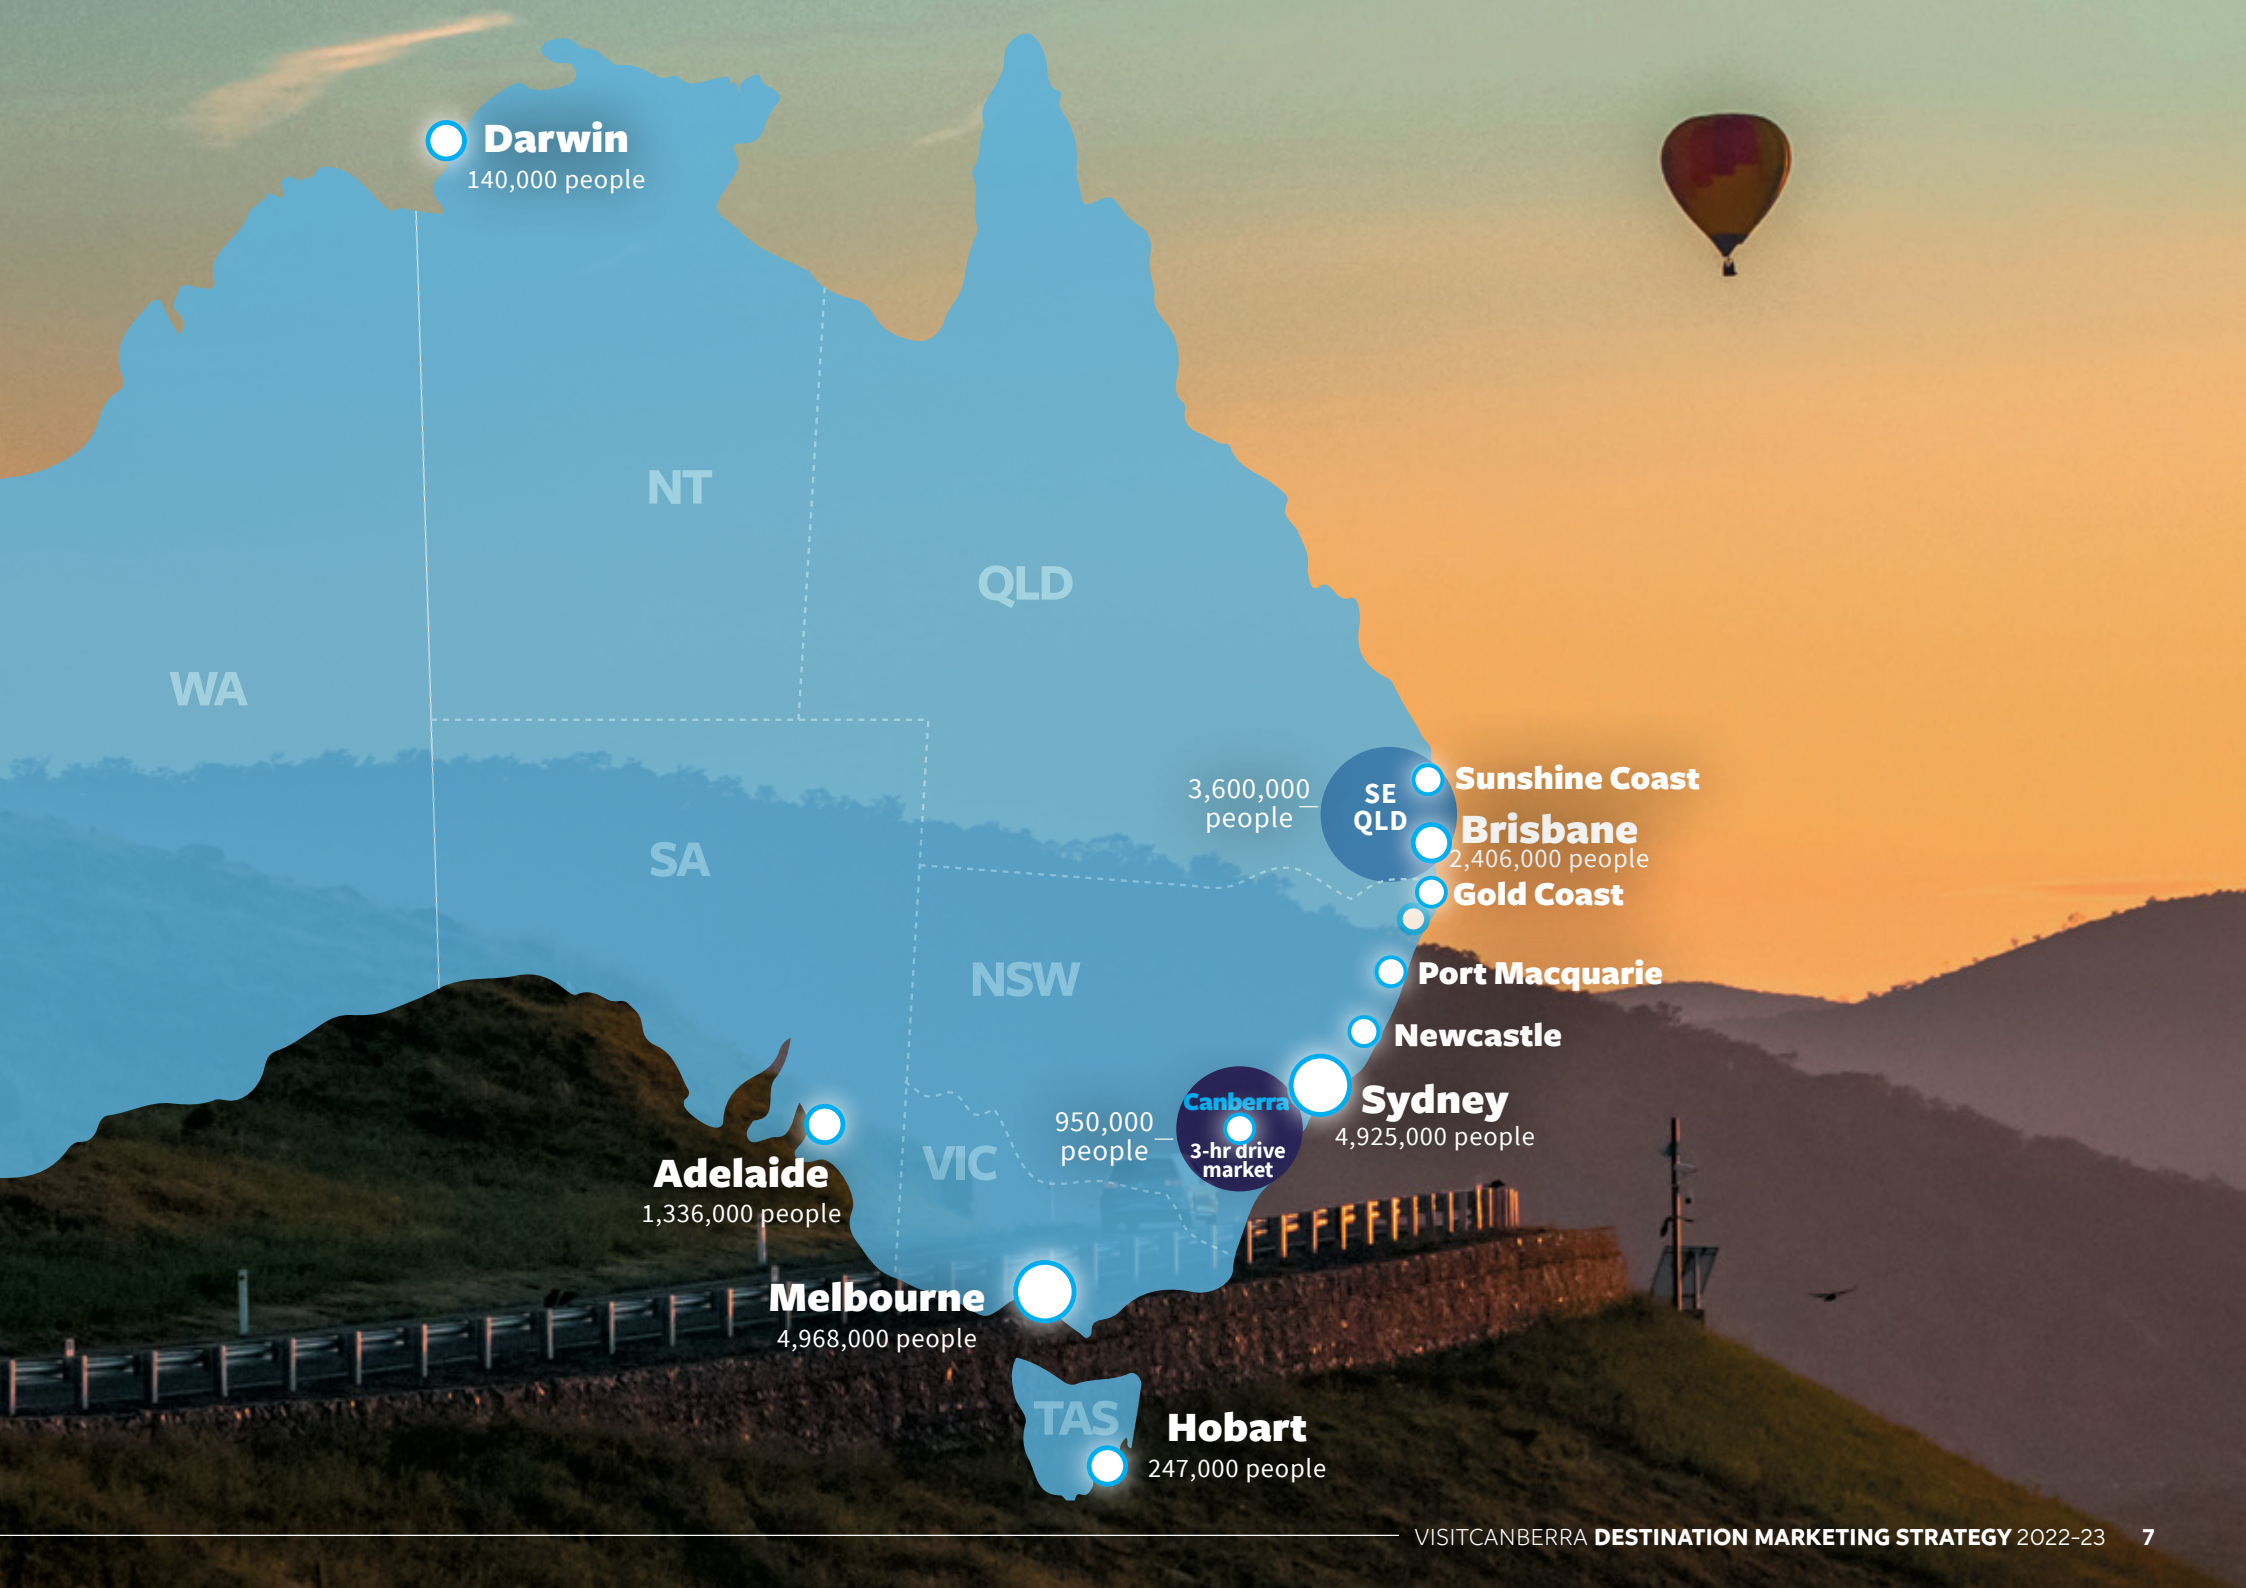 Darwin
140,000 people
NT
QLD
WA
3,600,000
people
SE
QLD
Sunshine Coast
Brisbane
2,406,000 people
Gold Coast
SA
NSW
Port Macquarie
Newcastle
Canberra
3-hr drive
market
950,000
people
Sydney
4,925,000 people
VIC
Adelaide
1,336,000 people
Melbourne
4,968,000 people
TAS
Hobart
247,000 people
VISITCANBERRA DESTINATION MARKETING STRATEGY 2022-23 7